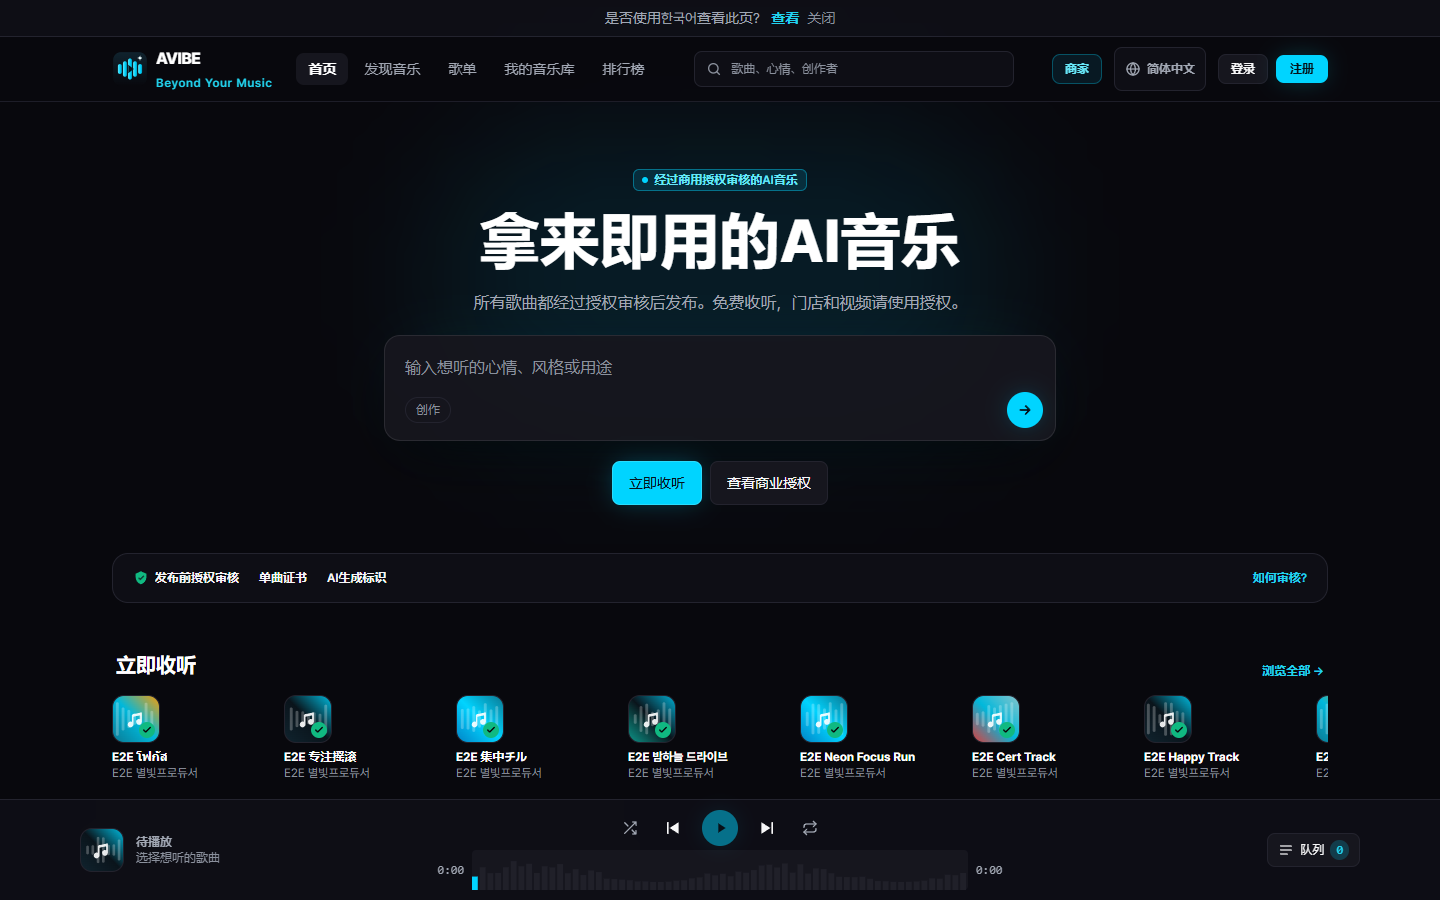 是否使用한국어查看此页? 查看 关闭
AVIBE
Beyond Your Music
首页 发现音乐 歌单 我的音乐库 排行榜
歌曲、心情、创作者
商家 简体中文 登录 注册
经过商用授权审核的AI音乐
拿来即用的AI音乐
所有歌曲都经过授权审核后发布。免费收听，门店和视频请使用授权。
输入想听的心情、风格或用途
创作
立即收听 查看商业授权
发布前授权审核 单曲证书 AI生成标识 如何审核?
立即收听 浏览全部 →
E2E โฟกัส
E2E 별빛프로듀서
E2E 专注摇滚
E2E 별빛프로듀서
E2E 集中チル
E2E 별빛프로듀서
E2E 밤하늘 드라이브
E2E 별빛프로듀서
E2E Neon Focus Run
E2E 별빛프로듀서
E2E Cert Track
E2E 별빛프로듀서
E2E Happy Track
E2E 별빛프로듀서
待播放
选择想听的歌曲
0:00 0:00
队列 0